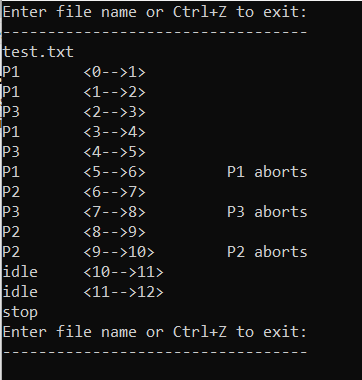 Enter file name or Ctrl+Z to exit:
----------------------------------
test.txt
P1 <0-->1>
P1 <1-->2>
P3 <2-->3>
P1 <3-->4>
P3 <4-->5>
P1 <5-->6> P1 aborts
P2 <6-->7>
P3 <7-->8> P3 aborts
P2 <8-->9>
P2 <9-->10> P2 aborts
idle <10-->11>
idle <11-->12>
stop
Enter file name or Ctrl+Z to exit:
----------------------------------